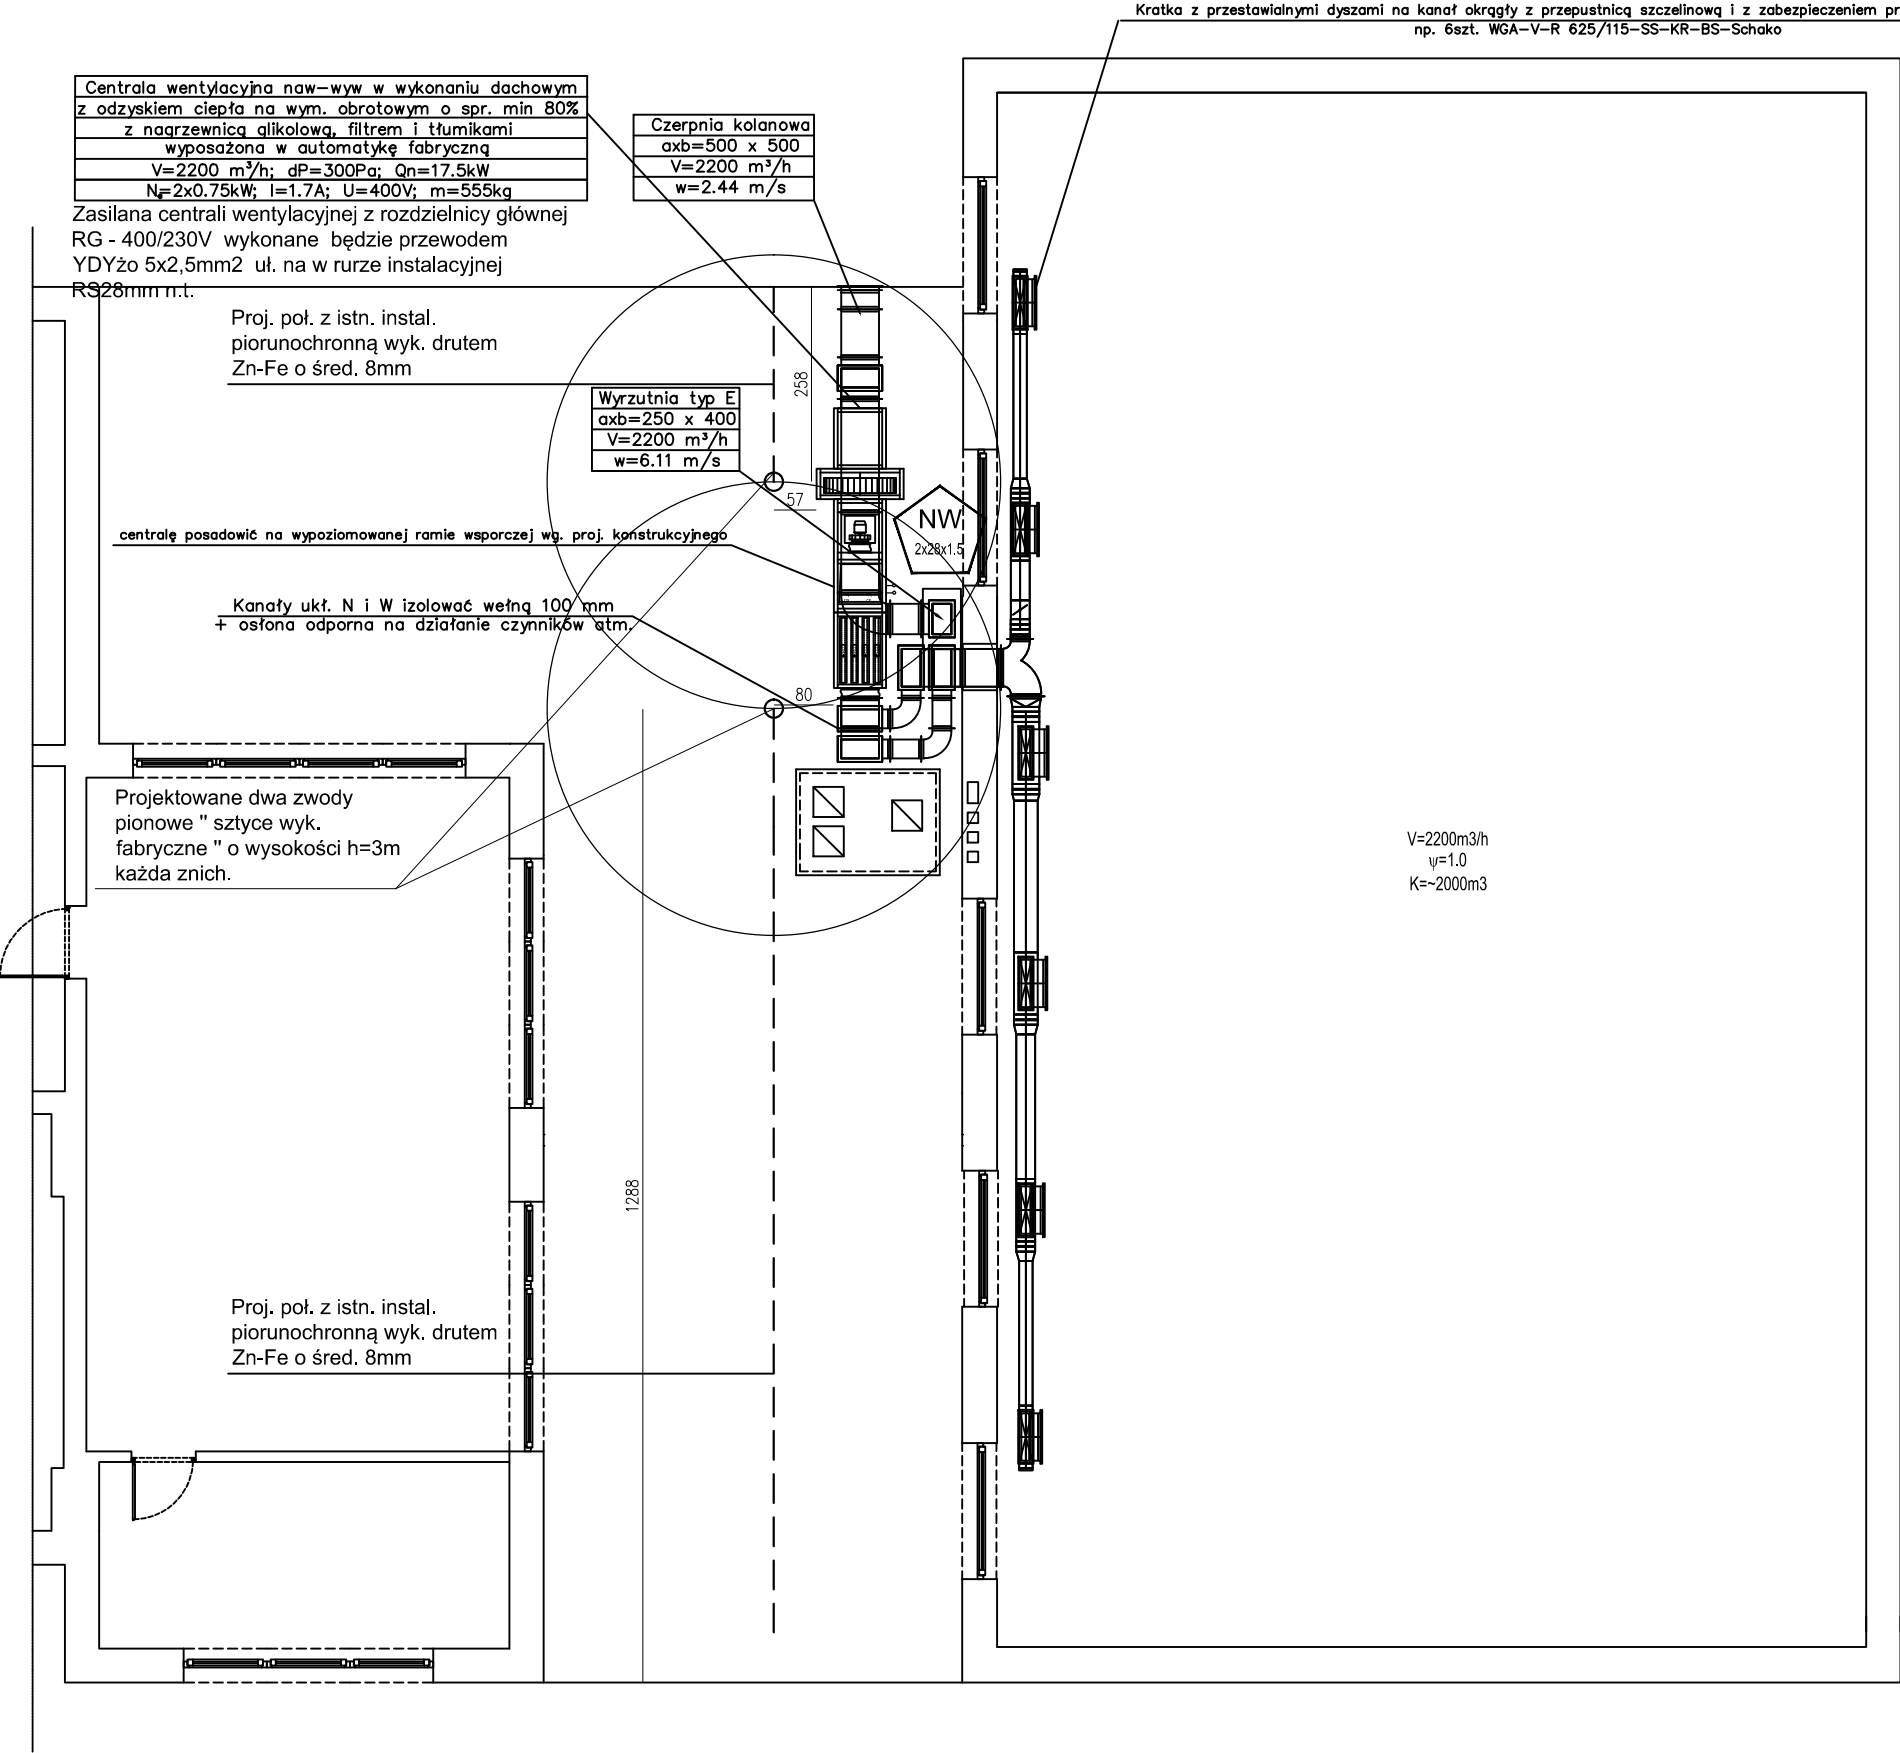 Kratka z przestawialnymi dyszami na kanał okrągły z przepustnicą szczelinową i z zabezpieczeniem
np. 6szt. WGA-V-R 625/115-SS-KR-BS-Schako
Centrala wentylacyjna naw-wyw w wykonaniu dachowym
z odzyskiem ciepła na wym. obrotowym o spr. min 80%
z nagrzewnicą glikolową, filtrem i tłumikami
wyposażona w automatykę fabryczną
V=2200 m³/h; dP=300Pa; Qn=17.5kW
Nₑ=2x0.75kW; I=1.7A; U=400V; m=555kg
Zasilana centrali wentylacyjnej z rozdzielnicy głównej
RG - 400/230V wykonane będzie przewodem
YDYżo 5x2,5mm2 uł. na w rurze instalacyjnej
RS28mm n.t.
Czerpnia kolanowa
axb=500 x 500
V=2200 m³/h
w=2.44 m/s
Proj. poł. z istn. instal.
piorunochronną wyk. drutem
Zn-Fe o śred. 8mm
258
Wyrzutnia typ E
axb=250 x 400
V=2200 m³/h
w=6.11 m/s
57
NW
2x28x1.5
centralę posadowić na wypoziomowanej ramie wsporczej wg. proj. konstrukcyjnego
Kanały ukł. N i W izolować wełną 100 mm
+ osłona odporna na działanie czynników atm.
80
Projektowane dwa zwody
pionowe " sztyce wyk.
fabryczne " o wysokości h=3m
każda znich.
V=2200m3/h
ψ=1.0
K=~2000m3
1288
Proj. poł. z istn. instal.
piorunochronną wyk. drutem
Zn-Fe o śred. 8mm